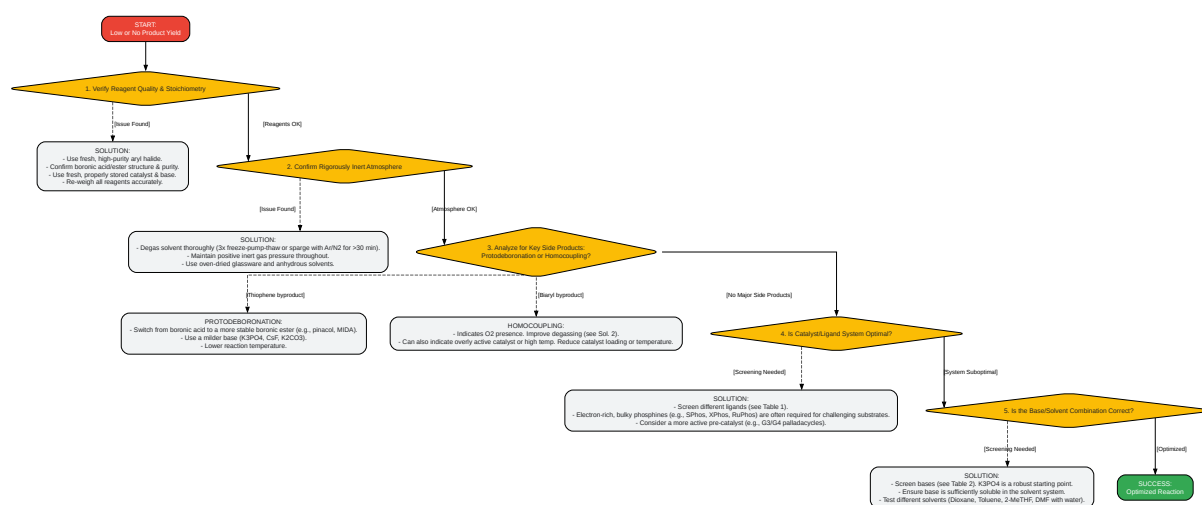 START:
Low or No Product Yield
1. Verify Reagent Quality & Stoichiometry
[Issue Found]
[Reagents OK]
SOLUTION:
- Use fresh, high-purity aryl halide.
- Confirm boronic acid/ester structure & purity.
- Use fresh, properly stored catalyst & base.
- Re-weigh all reagents accurately.
2. Confirm Rigorously Inert Atmosphere
[Issue Found]
[Atmosphere OK]
SOLUTION:
- Degas solvent thoroughly (3x freeze-pump-thaw or sparge with Ar/N2 for >30 min).
- Maintain positive inert gas pressure throughout.
- Use oven-dried glassware and anhydrous solvents.
3. Analyze for Key Side Products:
Protodeboronation or Homocoupling?
[Thiophene byproduct]
[Biaryl byproduct]
[No Major Side Products]
PROTODEBORONATION:
- Switch from boronic acid to a more stable boronic ester (e.g., pinacol, MIDA).
- Use a milder base (K3PO4, CsF, K2CO3).
- Lower reaction temperature.
HOMOCOUPLING:
- Indicates O2 presence. Improve degassing (see Sol. 2).
- Can also indicate overly active catalyst or high temp. Reduce catalyst loading or temperature.
4. Is Catalyst/Ligand System Optimal?
[Screening Needed]
[System Suboptimal]
SOLUTION:
- Screen different ligands (see Table 1).
- Electron-rich, bulky phosphines (e.g., SPhos, XPhos, RuPhos) are often required for challenging substrates.
- Consider a more active pre-catalyst (e.g., G3/G4 palladacycles).
5. Is the Base/Solvent Combination Correct?
[Screening Needed]
[Optimized]
SOLUTION:
- Screen bases (see Table 2). K3PO4 is a robust starting point.
- Ensure base is sufficiently soluble in the solvent system.
- Test different solvents (Dioxane, Toluene, 2-MeTHF, DMF with water).
SUCCESS:
Optimized Reaction